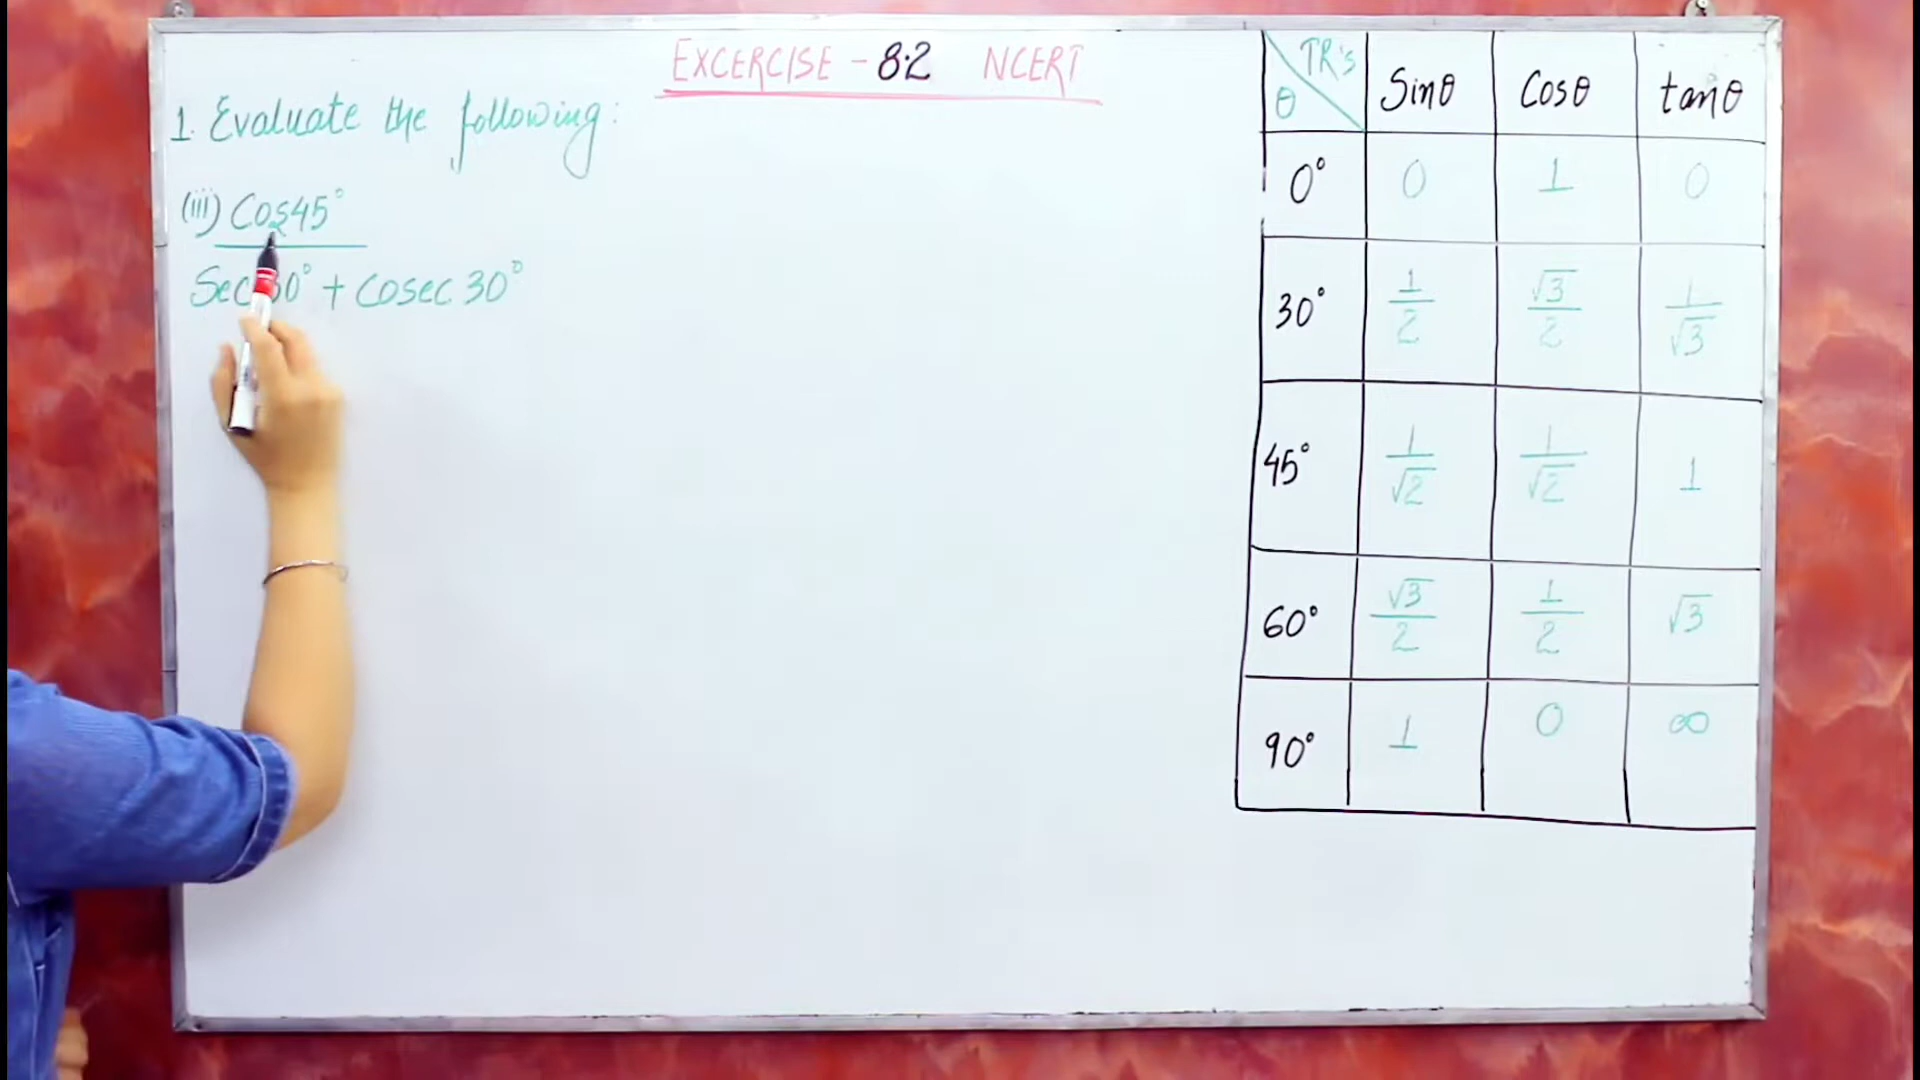 EXCERCISE - 8.2 NCERT
1. Evaluate the following:
(iii) Cos45°
Sec 30° + Cosec 30°
θ TR's Sinθ Cosθ tanθ
0° 0 1 0
30° 1/2 √3/2 1/√3
45° 1/√2 1/√2 1
60° √3/2 1/2 √3
90° 1 0 ∞